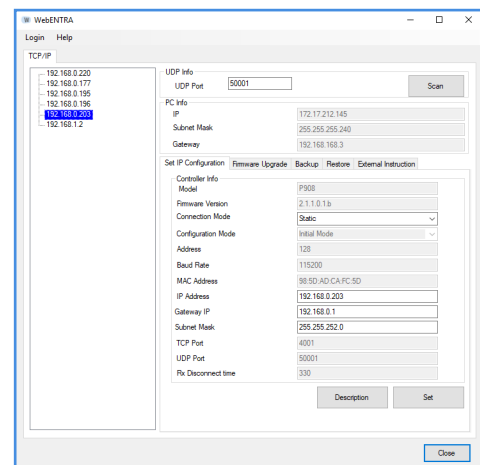 WebENTRA
Login Help
TCP/IP
192.168.0.220
192.168.0.177
192.168.0.195
192.168.0.196
192.168.0.203
192.168.1.2
UDP Info
UDP Port 50001
Scan
PC Info
IP 172.17.212.145
Subnet Mask 255.255.255.240
Gateway 192.168.168.3
Set IP Configuration Firmware Upgrade Backup Restore External Instruction
Controller Info
Model P908
Firmware Version 2.1.1.0.1.b
Connection Mode Static
Configuration Mode Initial Mode
Address 128
Baud Rate 115200
MAC Address 98:5D:AD:CA:FC:5D
IP Address 192.168.0.203
Gateway IP 192.168.0.1
Subnet Mask 255.255.252.0
TCP Port 4001
UDP Port 50001
Rx Disconnect time 330
Description Set
Close